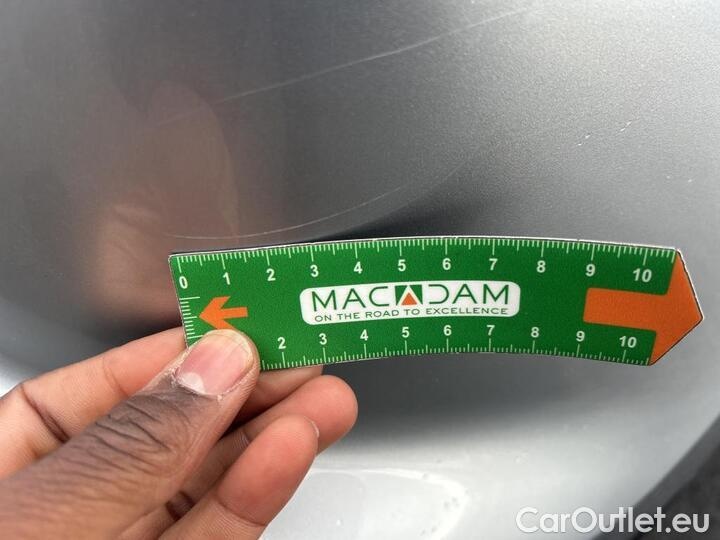 0 1 2 3 4 5 6 7 8 9 10
MACADAM
ON THE ROAD TO EXCELLENCE
2 3 4 5 6 7 8 9 10
CarOutlet.eu